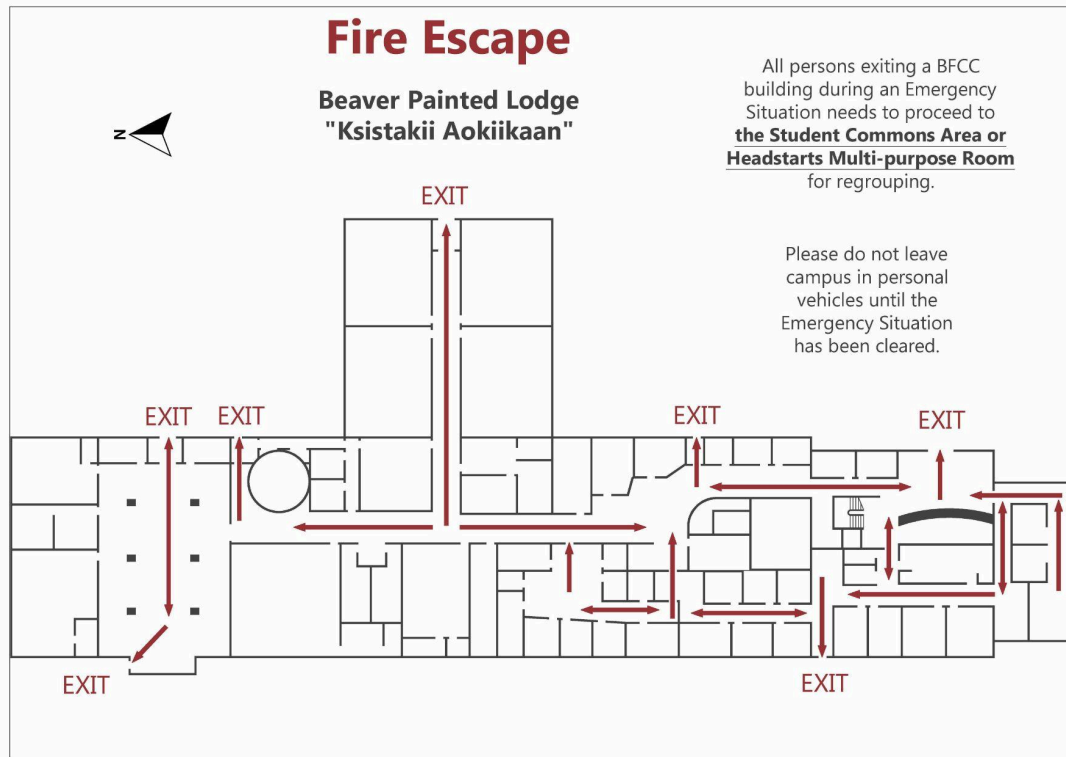 Fire Escape
Beaver Painted Lodge
"Ksistakii Aokiikaan"
All persons exiting a BFCC
building during an Emergency
Situation needs to proceed to
the Student Commons Area or
Headstarts Multi-purpose Room
for regrouping.
Please do not leave
campus in personal
vehicles until the
Emergency Situation
has been cleared.
N
EXIT
EXIT
EXIT
EXIT
EXIT
EXIT
EXIT